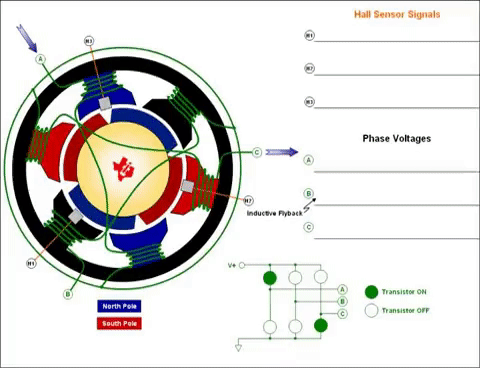 Hall Sensor Signals
H1
H2
H3
Phase Voltages
A
B
Inductive Flyback
C
A
H3
C
H2
H1
B
North Pole
South Pole
V+
A
B
C
Transistor ON
Transistor OFF